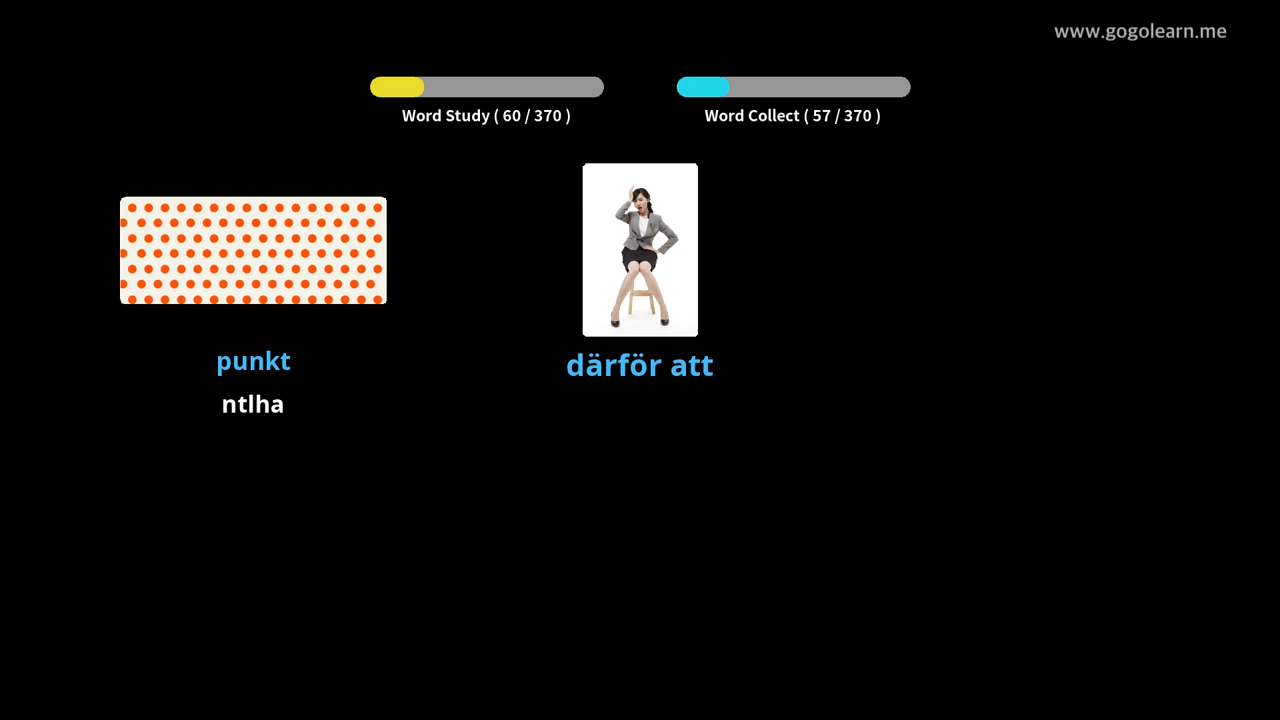 www.gogolearn.me
Word Study ( 60 / 370 )
Word Collect ( 57 / 370 )
punkt
ntlha
därför att